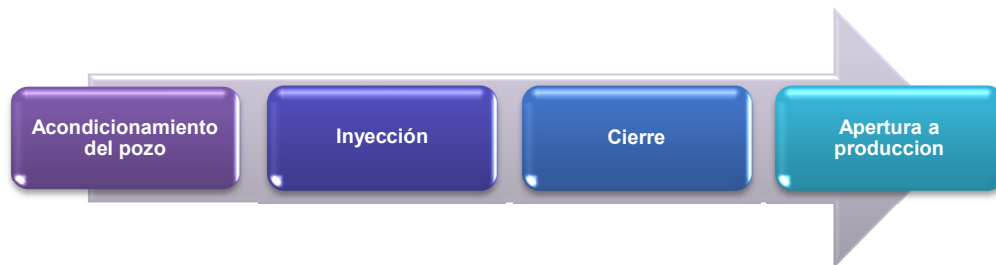 Acondicionamiento
del pozo
Inyección
Cierre
Apertura a
produccion